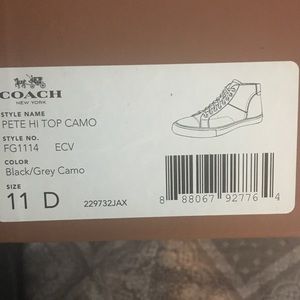 COACH
NEW YORK
STYLE NAME
PETE HI TOP CAMO
STYLE NO.
FG1114 ECV
COLOR
Black/Grey Camo
SIZE
11 D
229732JAX
8 88067 92776 4